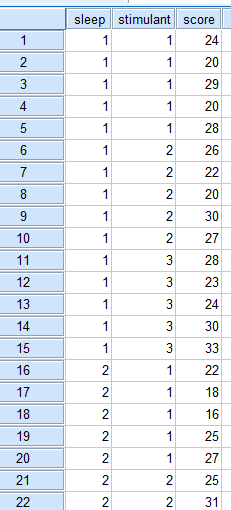 sleep stimulant score
1 1 1 24
2 1 1 20
3 1 1 29
4 1 1 20
5 1 1 28
6 1 2 26
7 1 2 22
8 1 2 20
9 1 2 30
10 1 2 27
11 1 3 28
12 1 3 23
13 1 3 24
14 1 3 30
15 1 3 33
16 2 1 22
17 2 1 18
18 2 1 16
19 2 1 25
20 2 1 27
21 2 2 25
22 2 2 31